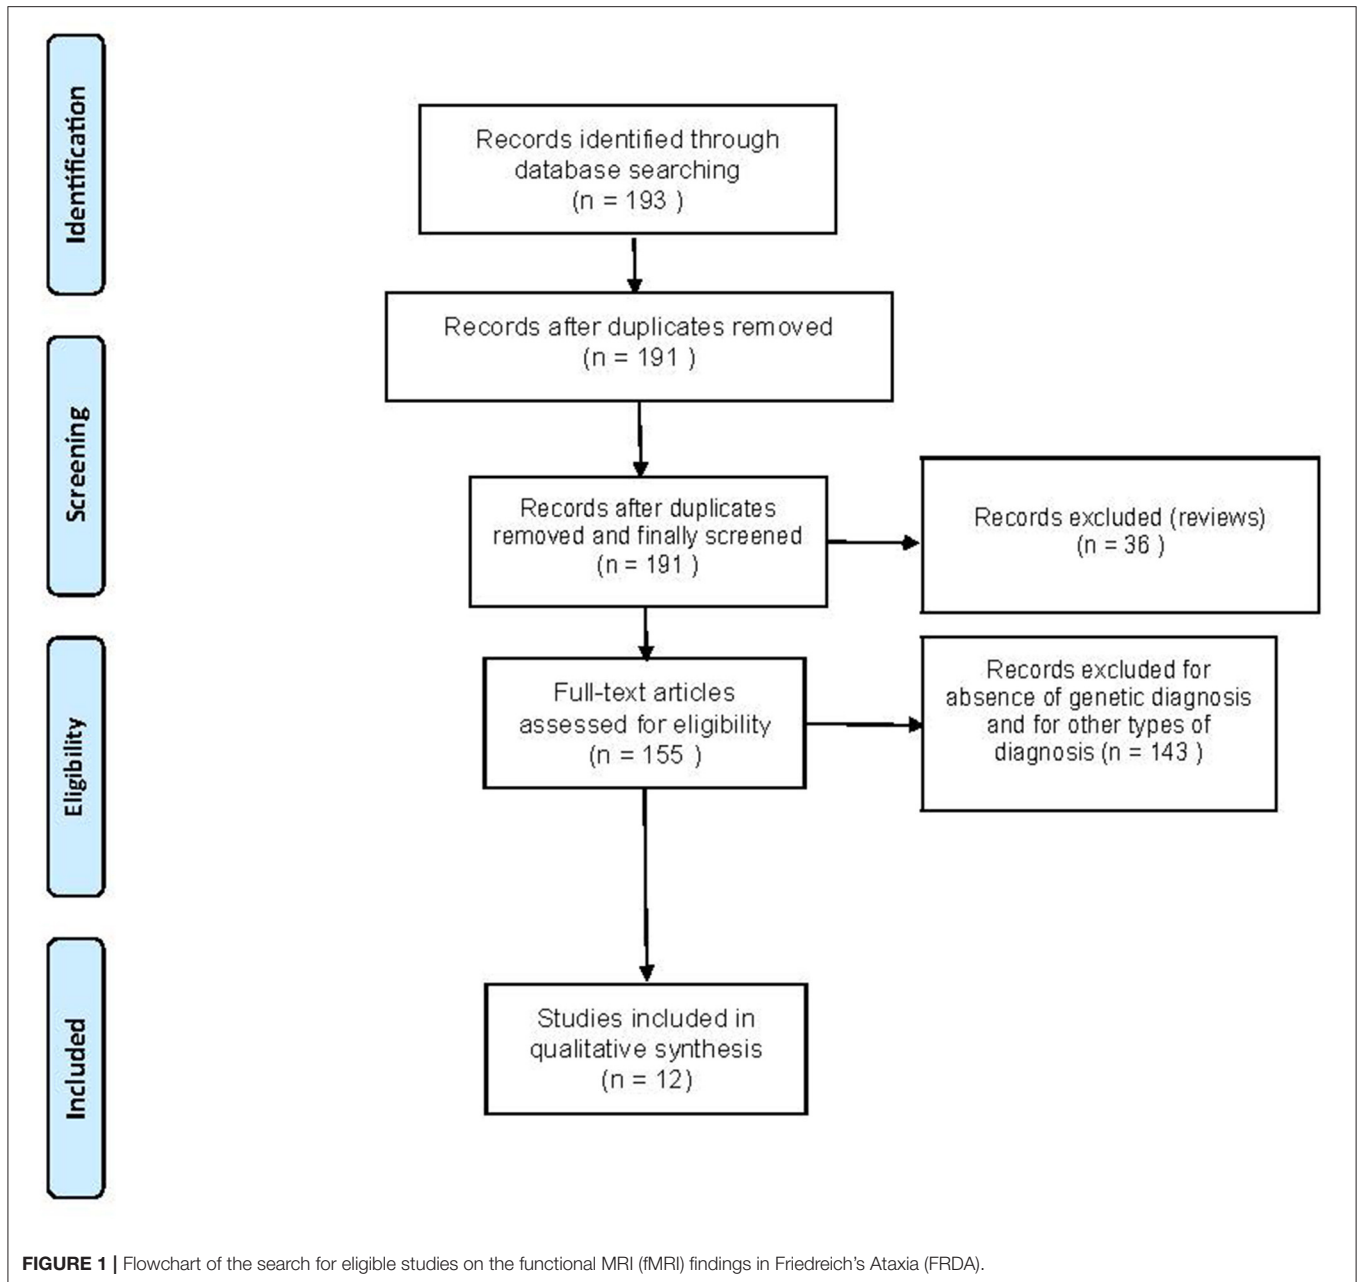 Identification
Records identified through
database searching
(n = 193 )
Records after duplicates removed
(n = 191 )
Screening
Records after duplicates
removed and finally screened
(n = 191 )
Records excluded (reviews)
(n = 36 )
Eligibility
Full-text articles
assessed for eligibility
(n = 155 )
Records excluded for
absence of genetic diagnosis
and for other types of
diagnosis (n = 143 )
Included
Studies included in
qualitative synthesis
(n = 12)
FIGURE 1 | Flowchart of the search for eligible studies on the functional MRI (fMRI) findings in Friedreich's Ataxia (FRDA).